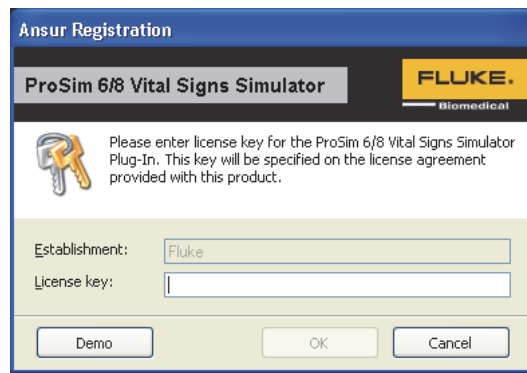 Ansur Registration
ProSim 6/8 Vital Signs Simulator
FLUKE.
Biomedical
Please enter license key for the ProSim 6/8 Vital Signs Simulator
Plug-In. This key will be specified on the license agreement
provided with this product.
Establishment:
Fluke
License key:
Demo
OK
Cancel